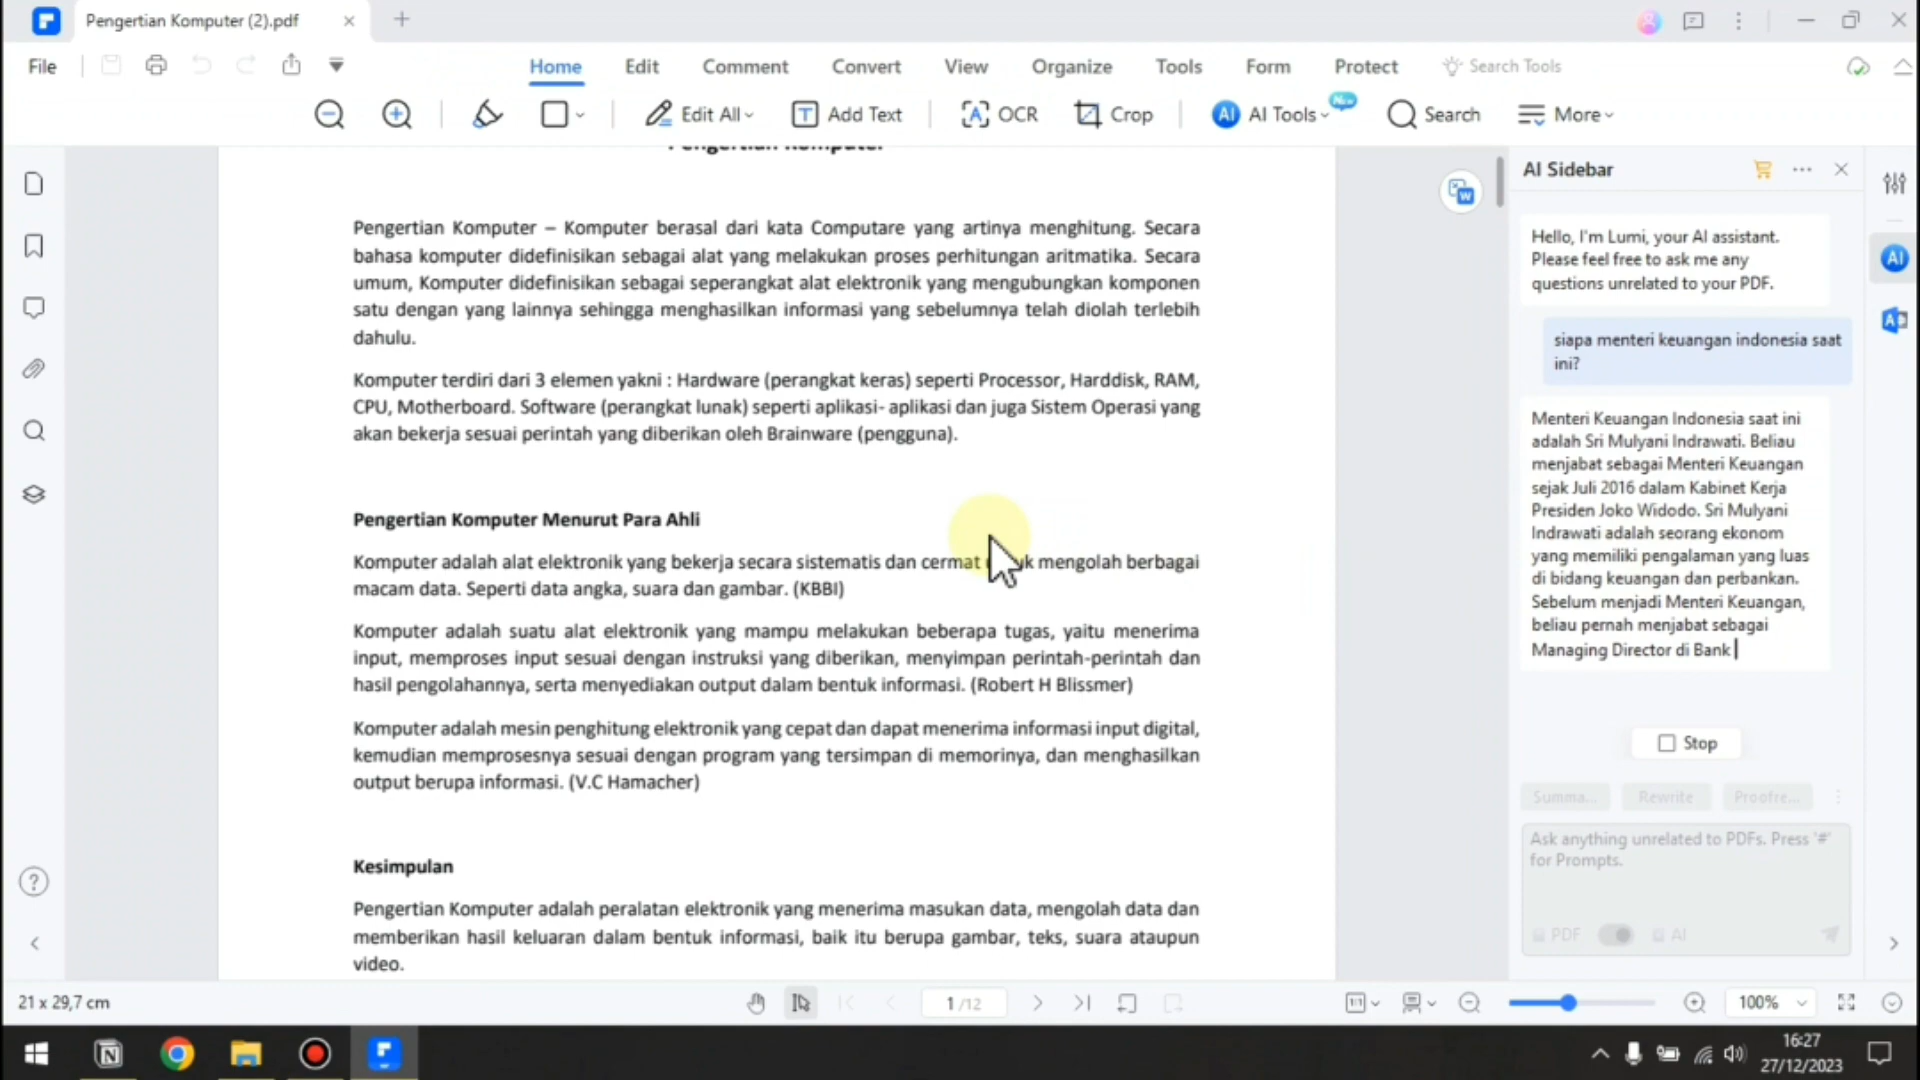 Pengertian Komputer (2).pdf
File
Home
Edit
Comment
Convert
View
Organize
Tools
Form
Protect
Search Tools
Edit All
Add Text
OCR
Crop
AI
AI Tools
New
Search
More
Pengertian Komputer
Pengertian Komputer – Komputer berasal dari kata Computare yang artinya menghitung. Secara
bahasa komputer didefinisikan sebagai alat yang melakukan proses perhitungan aritmatika. Secara
umum, Komputer didefinisikan sebagai seperangkat alat elektronik yang mengubungkan komponen
satu dengan yang lainnya sehingga menghasilkan informasi yang sebelumnya telah diolah terlebih
dahulu.
Komputer terdiri dari 3 elemen yakni : Hardware (perangkat keras) seperti Processor, Harddisk, RAM,
CPU, Motherboard. Software (perangkat lunak) seperti aplikasi- aplikasi dan juga Sistem Operasi yang
akan bekerja sesuai perintah yang diberikan oleh Brainware (pengguna).
Pengertian Komputer Menurut Para Ahli
Komputer adalah alat elektronik yang bekerja secara sistematis dan cermat mengolah berbagai
macam data. Seperti data angka, suara dan gambar. (KBBI)
Komputer adalah suatu alat elektronik yang mampu melakukan beberapa tugas, yaitu menerima
input, memproses input sesuai dengan instruksi yang diberikan, menyimpan perintah-perintah dan
hasil pengolahannya, serta menyediakan output dalam bentuk informasi. (Robert H Blissmer)
Komputer adalah mesin penghitung elektronik yang cepat dan dapat menerima informasi input digital,
kemudian memprosesnya sesuai dengan program yang tersimpan di memorinya, dan menghasilkan
output berupa informasi. (V.C Hamacher)
Kesimpulan
Pengertian Komputer adalah peralatan elektronik yang menerima masukan data, mengolah data dan
memberikan hasil keluaran dalam bentuk informasi, baik itu berupa gambar, teks, suara ataupun
video.
W
AI Sidebar
Hello, I'm Lumi, your AI assistant.
Please feel free to ask me any
questions unrelated to your PDF.
siapa menteri keuangan indonesia saat
ini?
Menteri Keuangan Indonesia saat ini
adalah Sri Mulyani Indrawati. Beliau
menjabat sebagai Menteri Keuangan
sejak Juli 2016 dalam Kabinet Kerja
Presiden Joko Widodo. Sri Mulyani
Indrawati adalah seorang ekonom
yang memiliki pengalaman yang luas
di bidang keuangan dan perbankan.
Sebelum menjadi Menteri Keuangan,
beliau pernah menjabat sebagai
Managing Director di Bank
Stop
Summa...
Rewrite
Proofre...
Ask anything unrelated to PDFs. Press '#'
for Prompts.
PDF
AI
AI
21 x 29,7 cm
1 /12
100%
16:27
27/12/2023